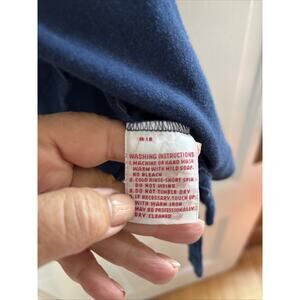 WASHING INSTRUCTIONS
1. MACHINE OR HAND WASH
WARM WITH MILD SOAP.
NO BLEACH
2. COLD RINSE-SHORT SPIN
DO NOT WRING.
3. DO NOT TUMBLE DRY
IF NECESSARY, TOUCH UP
WITH WARM IRON.
MAY BE PROFESSIONALLY
DRY CLEANED